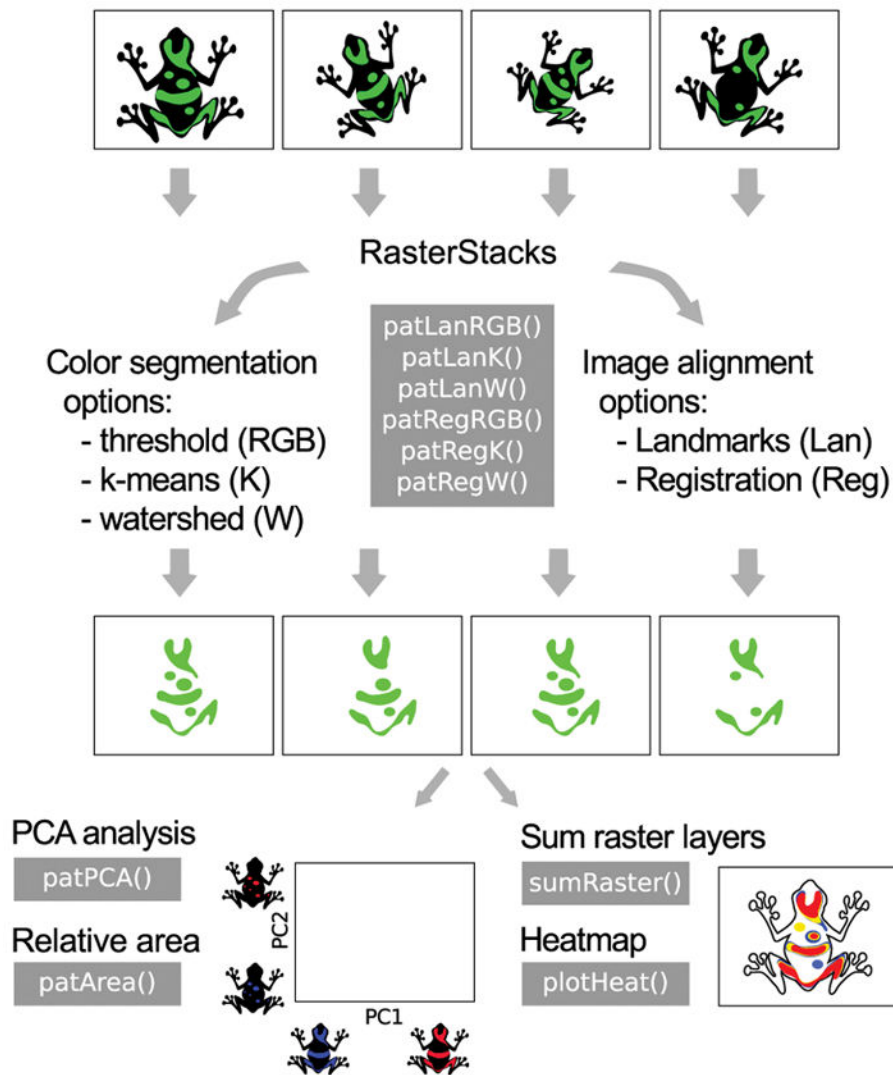 RasterStacks
Color segmentation
options:
- threshold (RGB)
- k-means (K)
- watershed (W)
patLanRGB()
patLanK()
patLanW()
patRegRGB()
patRegK()
patRegW()
Image alignment
options:
- Landmarks (Lan)
- Registration (Reg)
PCA analysis
patPCA()
Relative area
patArea()
PC2
PC1
Sum raster layers
sumRaster()
Heatmap
plotHeat()